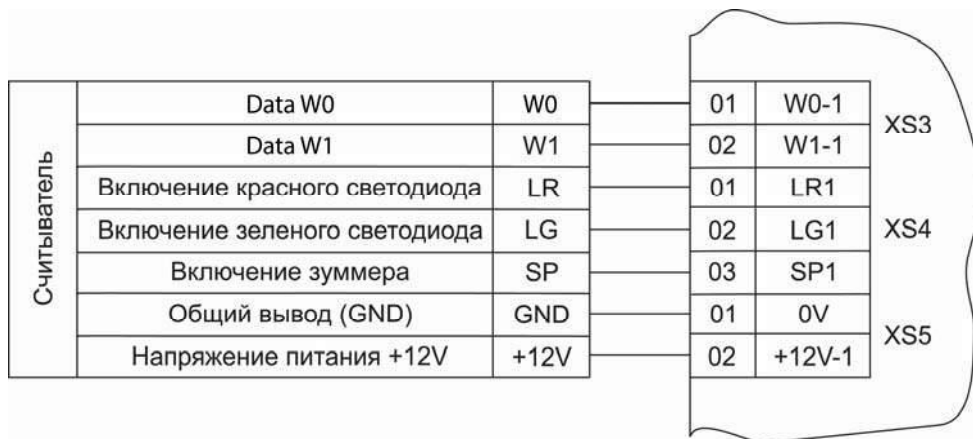 Считыватель
Data W0 W0 01 W0-1
XS3
Data W1 W1 02 W1-1
Включение красного светодиода LR 01 LR1
Включение зеленого светодиода LG 02 LG1 XS4
Включение зуммера SP 03 SP1
Общий вывод (GND) GND 01 0V
XS5
Напряжение питания +12V +12V 02 +12V-1